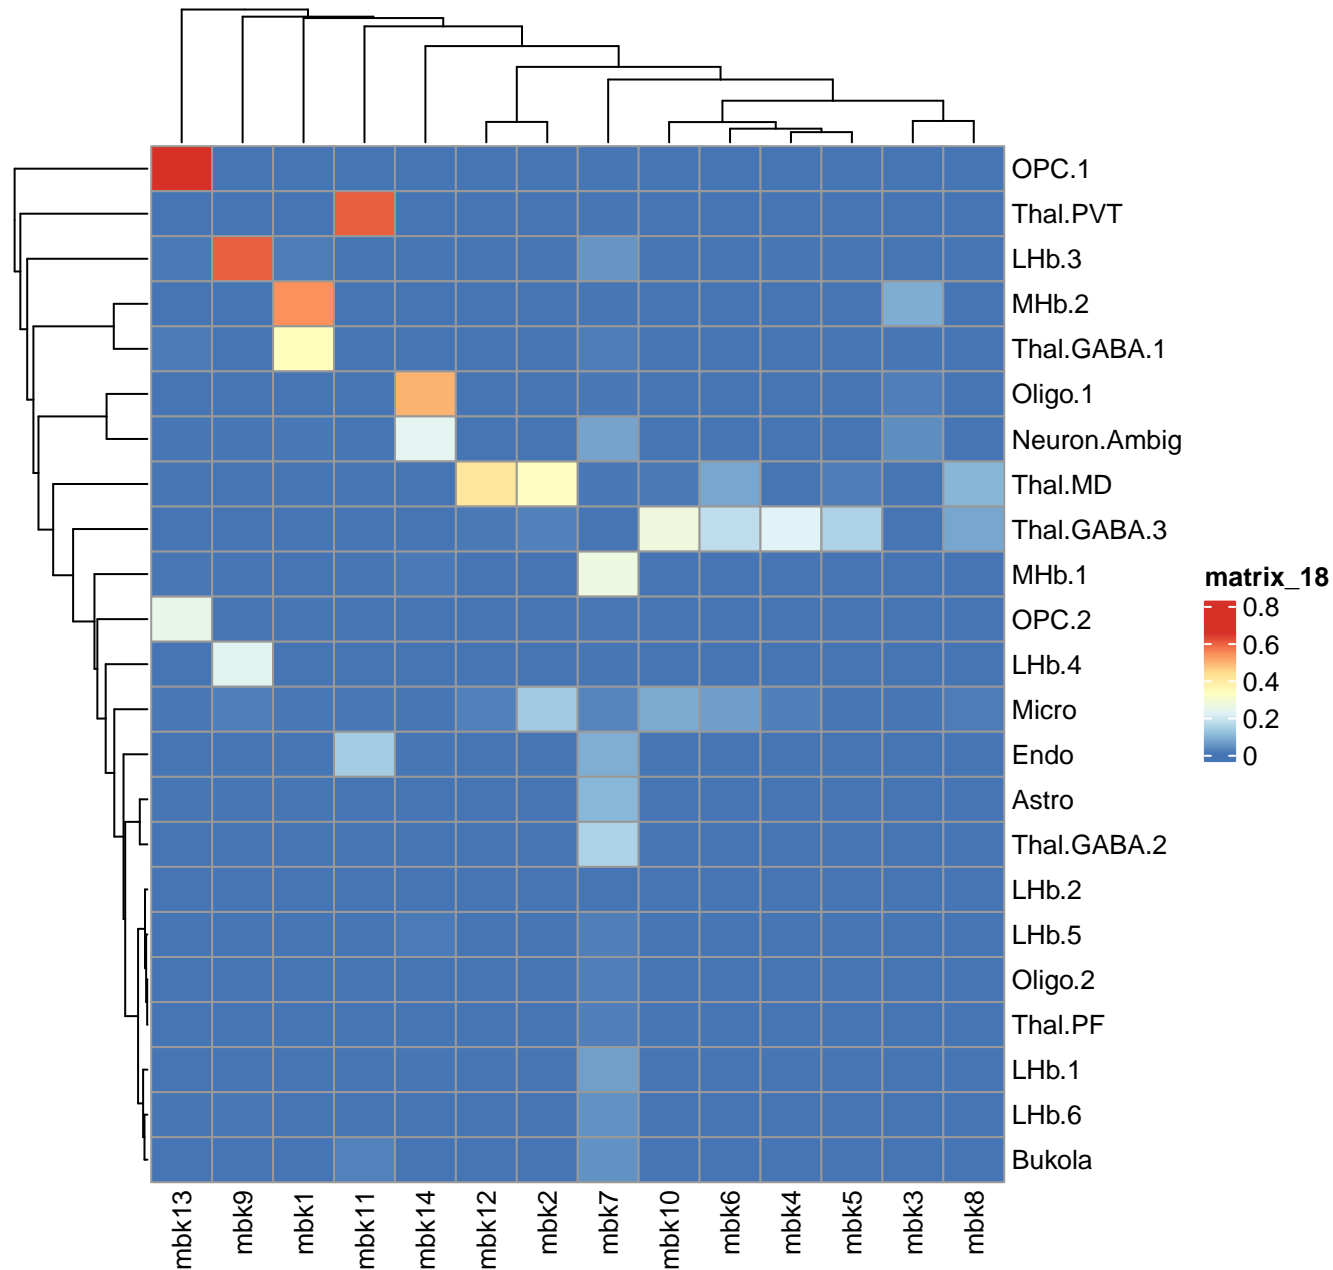 OPC.1
Thal.PVT
LHb.3
MHb.2
Thal.GABA.1
Oligo.1
Neuron.Ambig
Thal.MD
Thal.GABA.3
MHb.1
OPC.2
LHb.4
Micro
Endo
Astro
Thal.GABA.2
LHb.2
LHb.5
Oligo.2
Thal.PF
LHb.1
LHb.6
Bukola
matrix_18
0.8
0.6
0.4
0.2
0
mbk13
mbk9
mbk1
mbk11
mbk14
mbk12
mbk2
mbk7
mbk10
mbk6
mbk4
mbk5
mbk3
mbk8